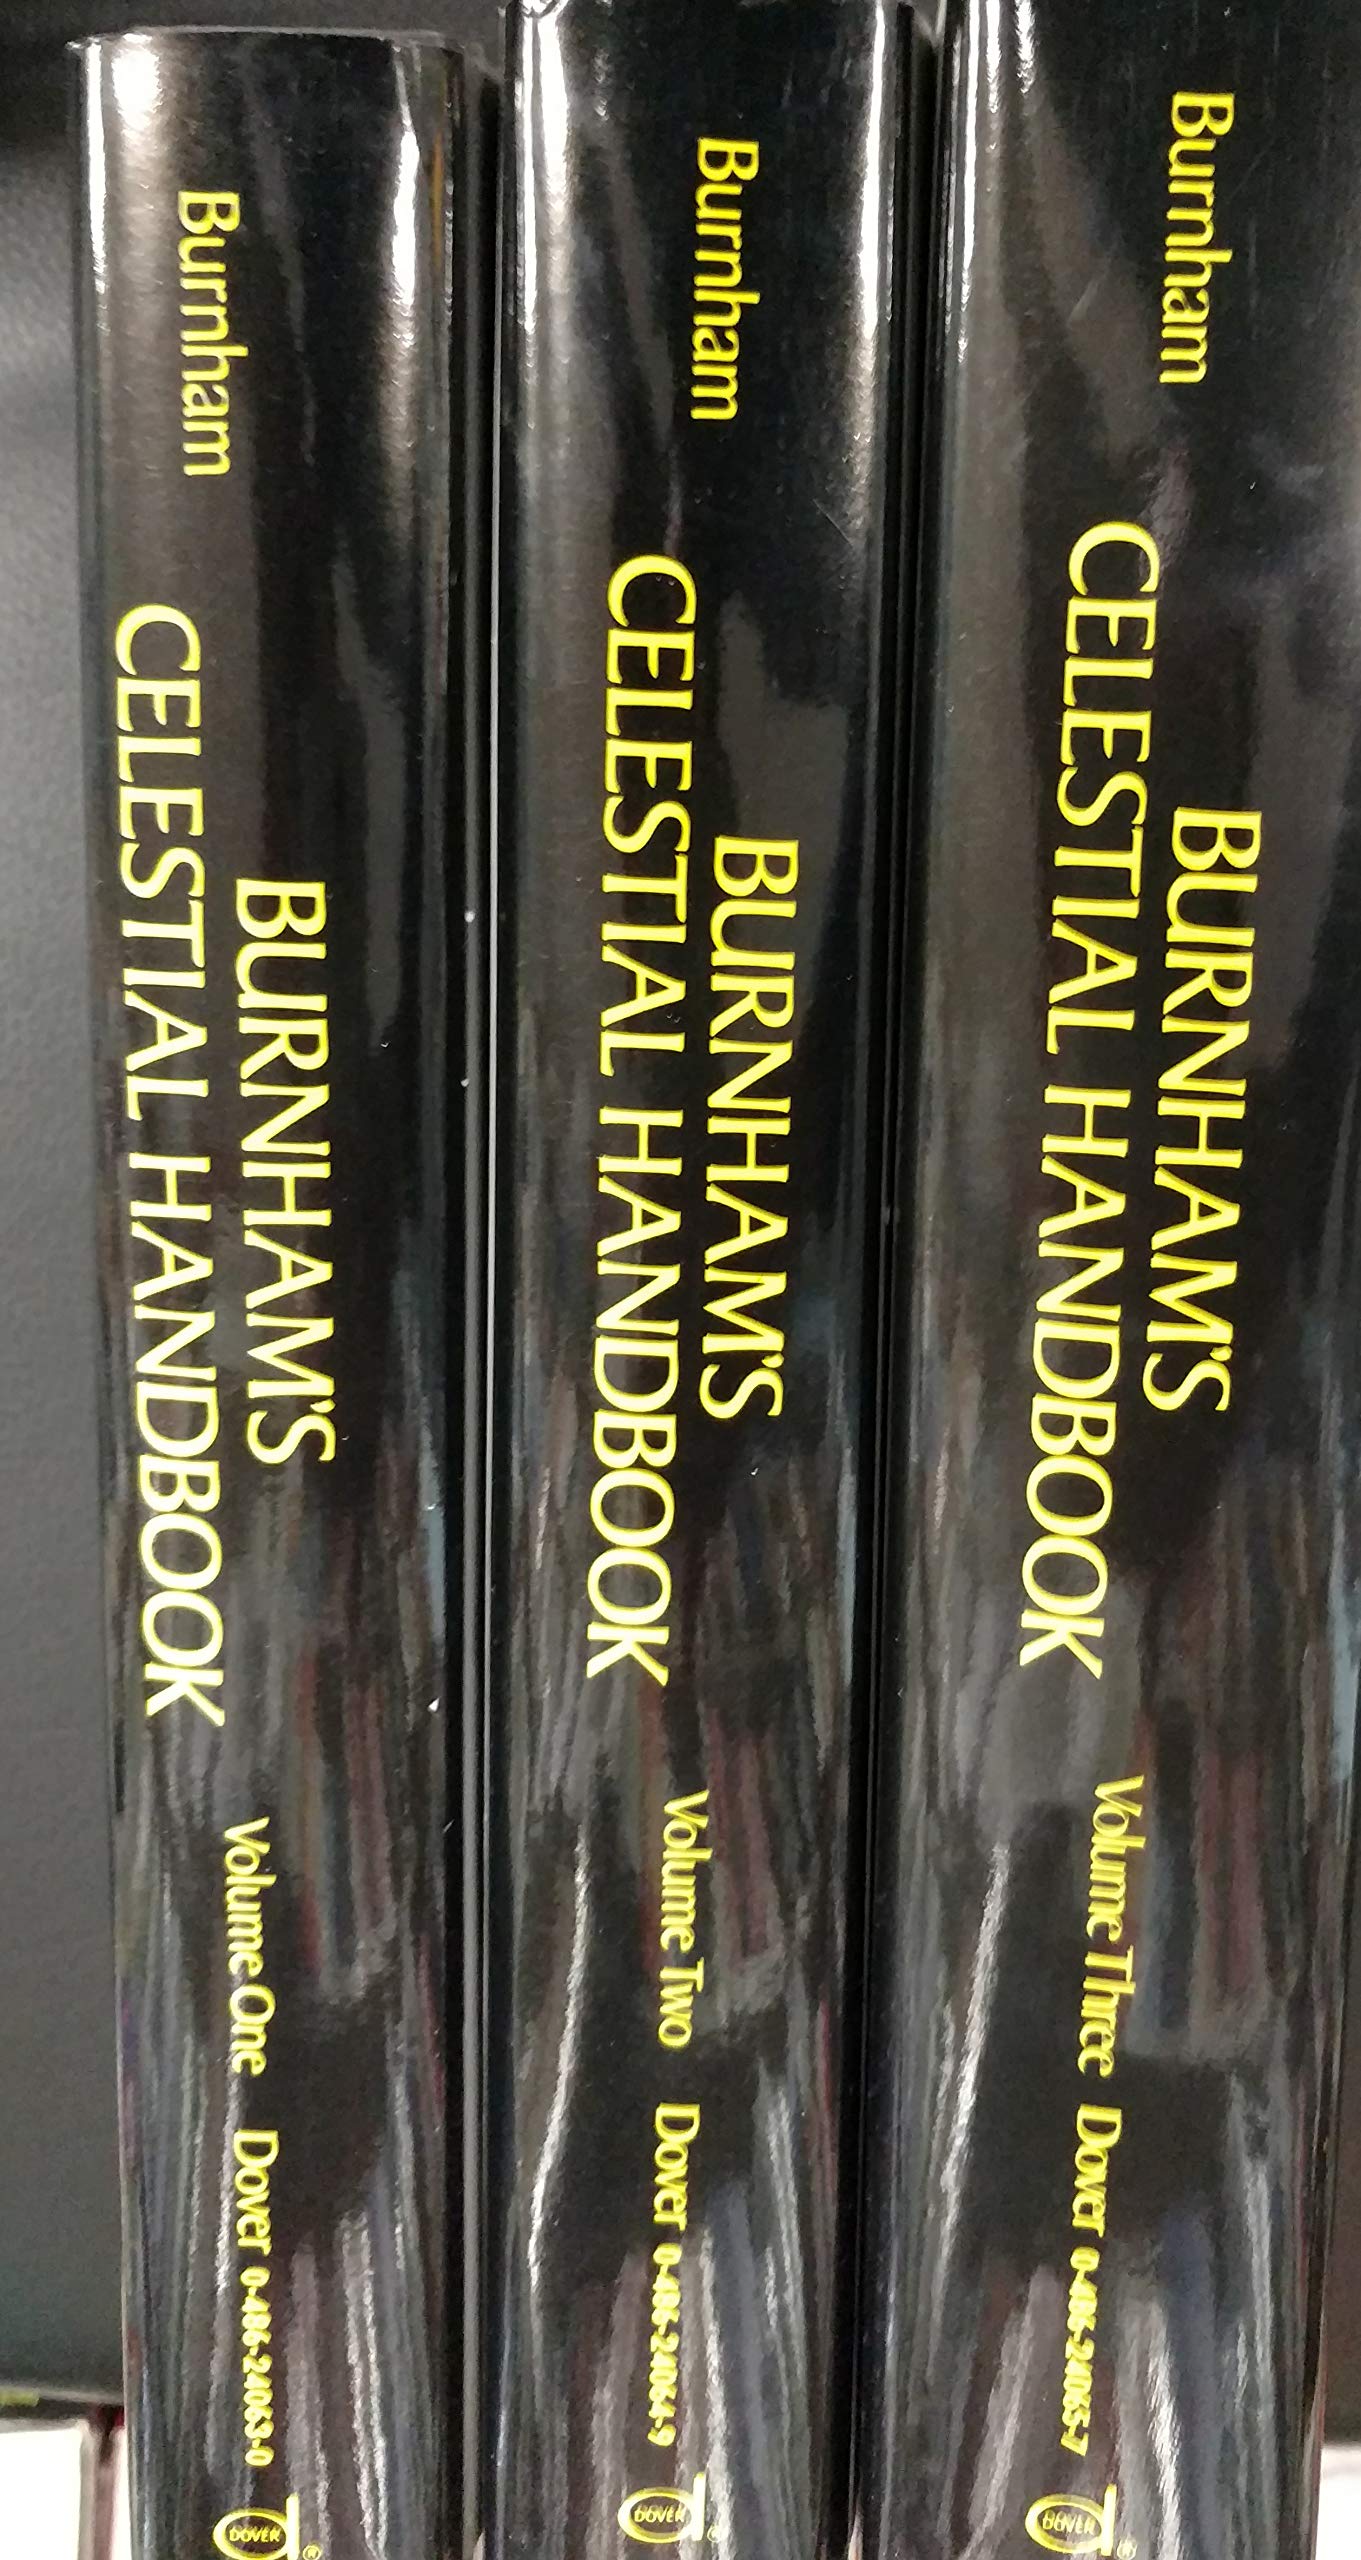 Burnham
BURNHAM'S
CELESTIAL HANDBOOK
Volume One
Dover 0-486-24063-0
DOVER
®
Burnham
BURNHAM'S
CELESTIAL HANDBOOK
Volume Two
Dover 0-486-24064-9
DOVER
®
Burnham
BURNHAM'S
CELESTIAL HANDBOOK
Volume Three
Dover 0-486-24065-7
DOVER
®